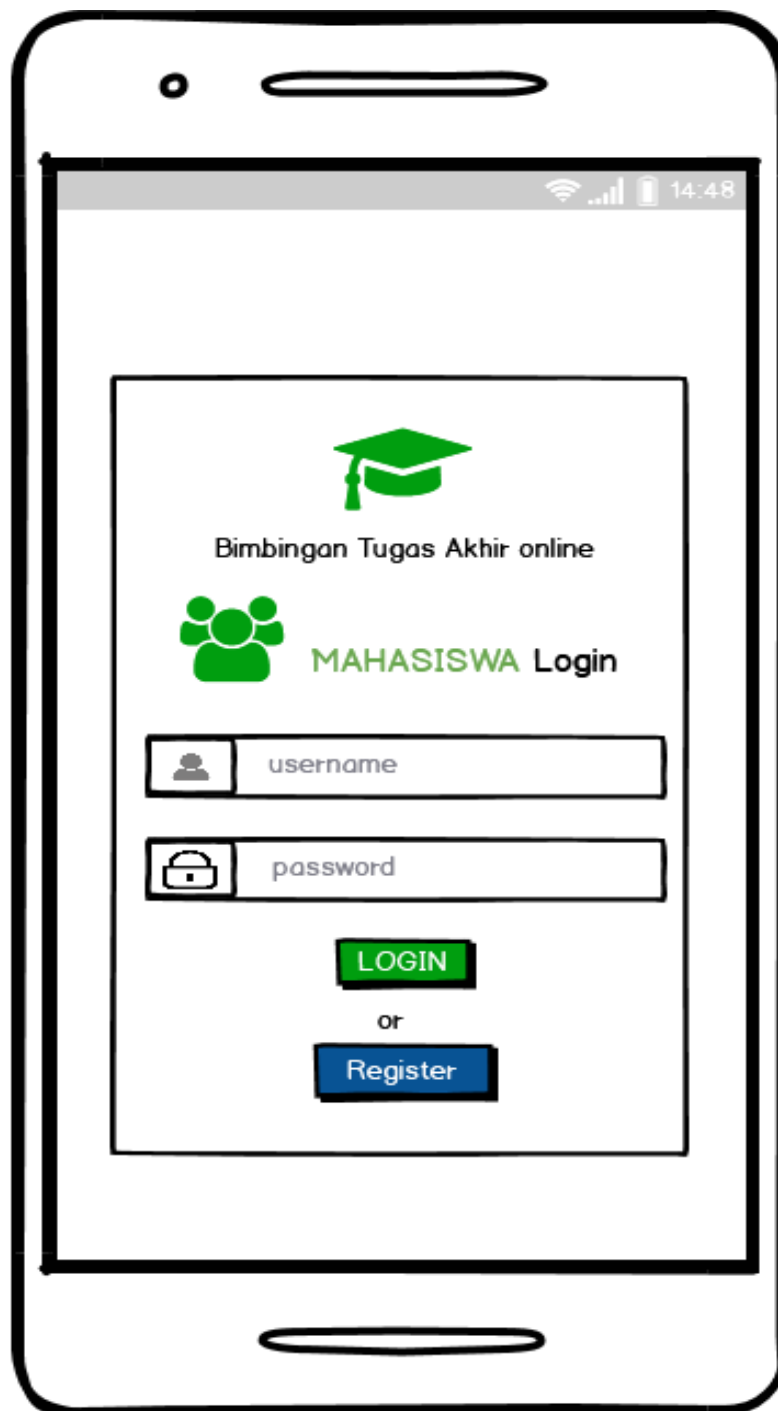 14:48
Bimbingan Tugas Akhir online
MAHASISWA Login
username
password
LOGIN
or
Register